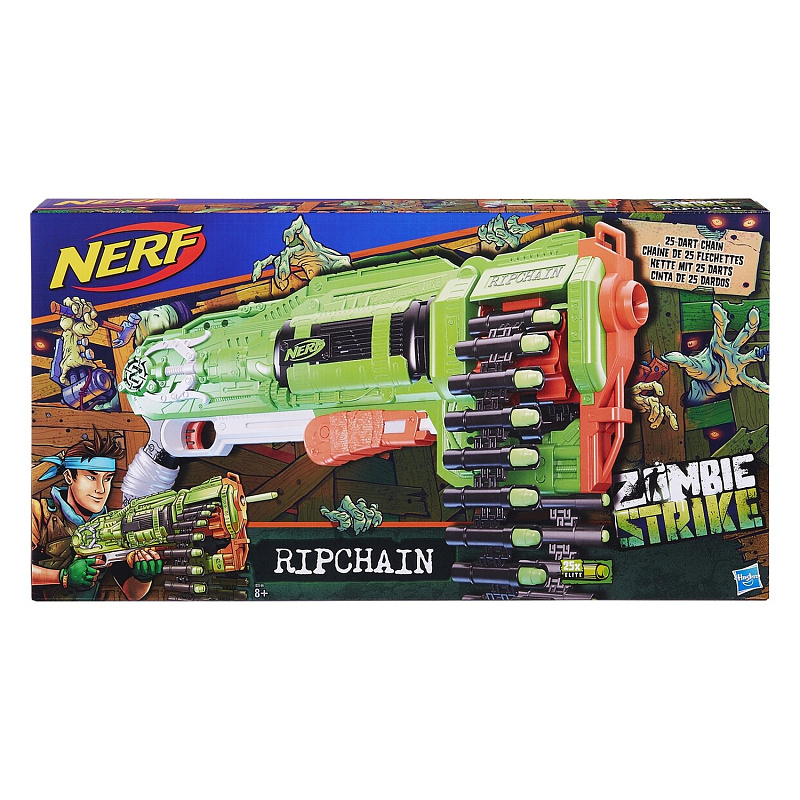 RIPCHAIN
NERF
25-DART CHAIN
CHAÎNE DE 25 FLÉCHETTES
KETTE MIT 25 DARTS
CINTA DE 25 DARDOS
RIPCHAIN
NERF
ZOMBIE
STRIKE
RIPCHAIN
25x
ELITE
8+
Hasbro